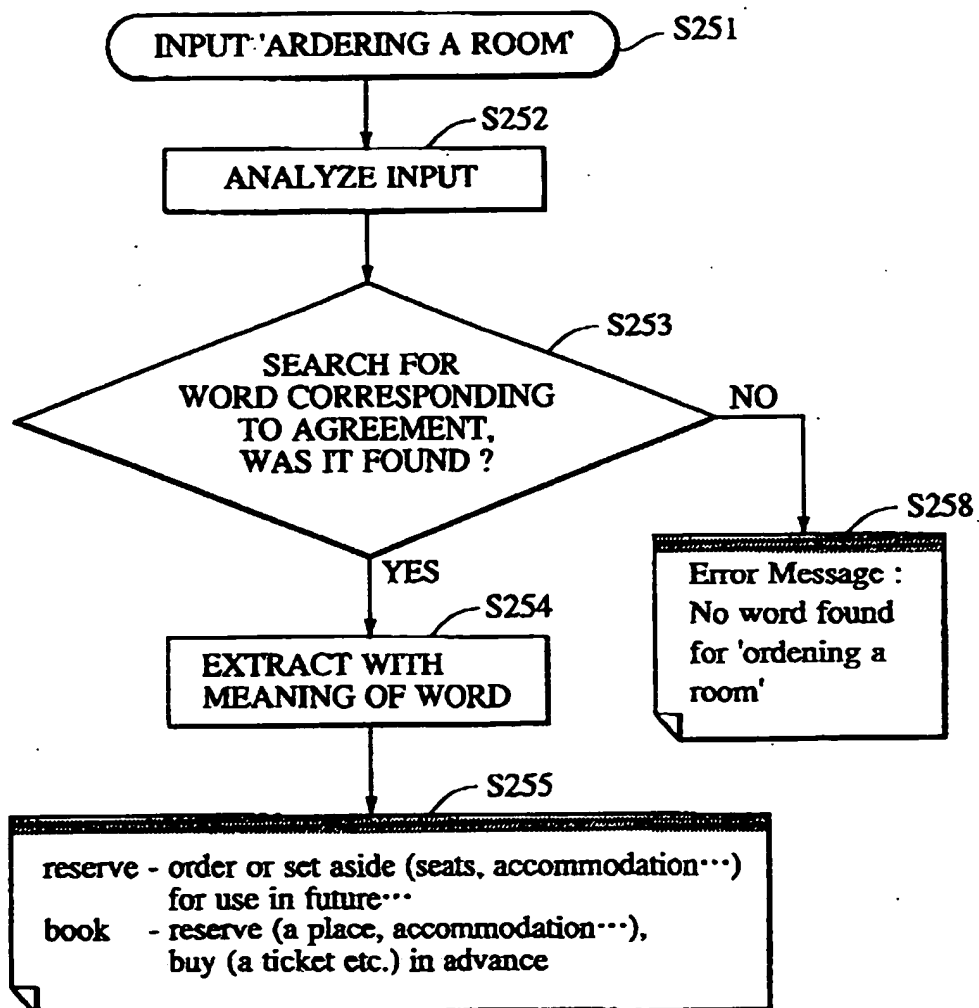 INPUT 'ARDERING A ROOM'
S251
S252
ANALYZE INPUT
S253
SEARCH FOR
WORD CORRESPONDING
TO AGREEMENT,
WAS IT FOUND ?
NO
S258
Error Message :
No word found
for 'ordening a
room'
YES
S254
EXTRACT WITH
MEANING OF WORD
S255
reserve - order or set aside (seats, accommodation···)
for use in future···
book - reserve (a place, accommodation···),
buy (a ticket etc.) in advance